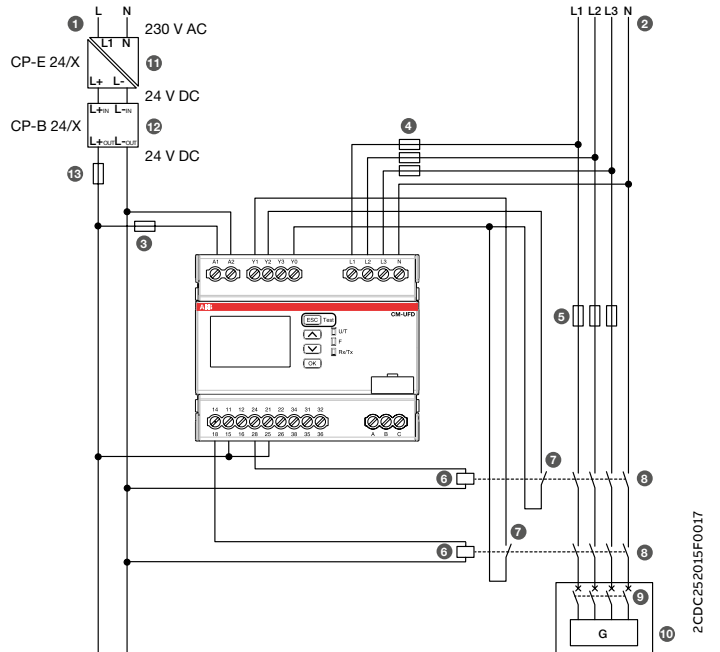 L N
1
230 V AC
L1 L2 L3 N
2
L1 N
CP-E 24/X
11
L+ L-
24 V DC
4
L+IN L-IN
CP-B 24/X
12
L+OUT L-OUT
24 V DC
13
3
A1 A2 Y1 Y2 Y3 Y0 L1 L2 L3 N
ABB
CM-UFD
ESC Test
U/T
F
Rx/Tx
OK
5
14 11 12 24 21 22 34 31 32
18 15 16 28 25 26 38 35 36
A B C
7
6
8
7
6
8
9
G
10
2CDC252015F0017